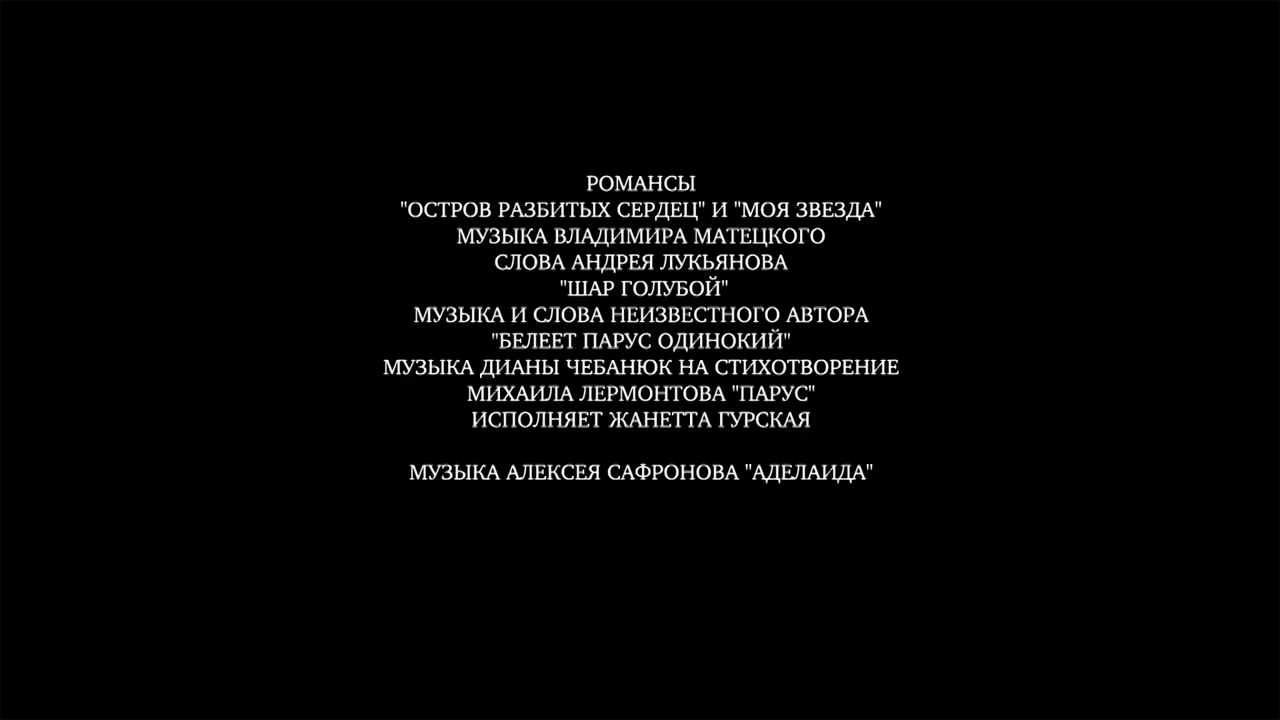 РОМАНСЫ
"ОСТРОВ РАЗБИТЫХ СЕРДЕЦ" И "МОЯ ЗВЕЗДА"
МУЗЫКА ВЛАДИМИРА МАТЕЦКОГО
СЛОВА АНДРЕЯ ЛУКЬЯНОВА
"ШАР ГОЛУБОЙ"
МУЗЫКА И СЛОВА НЕИЗВЕСТНОГО АВТОРА
"БЕЛЕЕТ ПАРУС ОДИНОКИЙ"
МУЗЫКА ДИАНЫ ЧЕБАНЮК НА СТИХОТВОРЕНИЕ
МИХАИЛА ЛЕРМОНТОВА "ПАРУС"
ИСПОЛНЯЕТ ЖАНЕТТА ГУРСКАЯ
МУЗЫКА АЛЕКСЕЯ САФРОНОВА "АДЕЛАИДА"